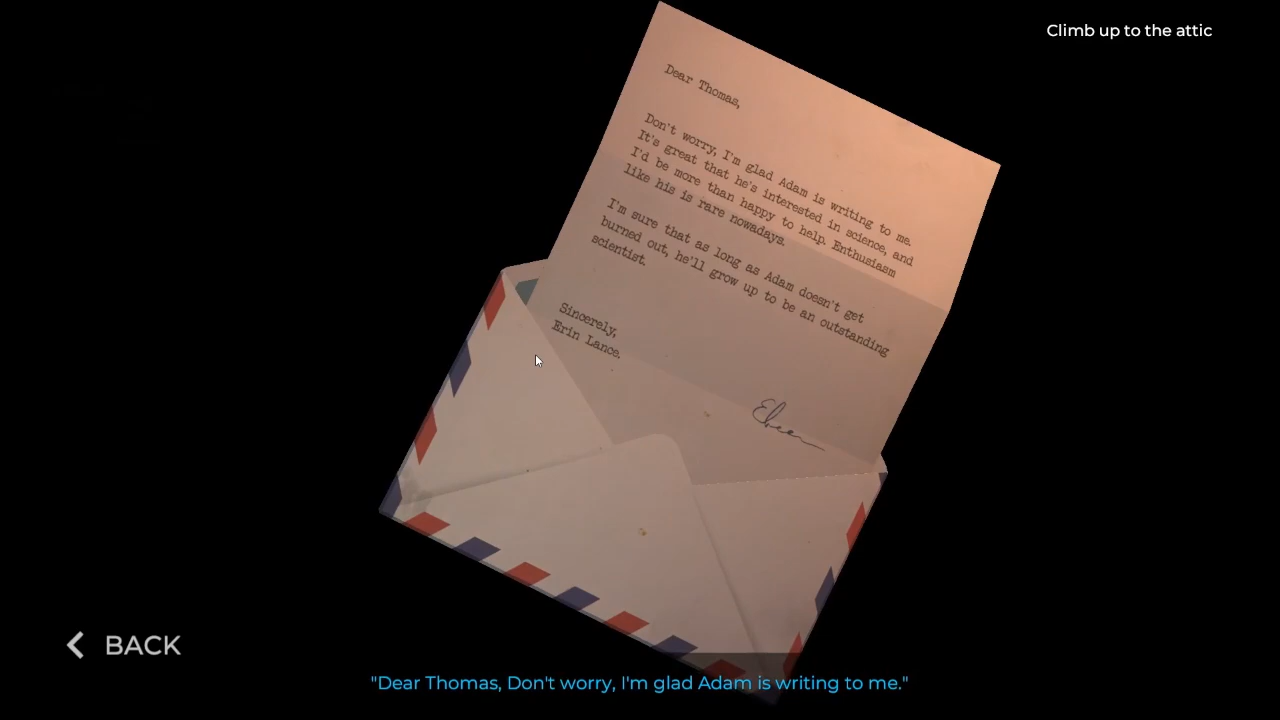 Climb up to the attic
Dear Thomas,
Don't worry, I'm glad Adam is writing to me.
It's great that he's interested in science, and
I'd be more than happy to help. Enthusiasm
like his is rare nowadays.
I'm sure that as long as Adam doesn't get
burned out, he'll grow up to be an outstanding
scientist.
Sincerely,
Erin Lance.
BACK
"Dear Thomas, Don't worry, I'm glad Adam is writing to me."